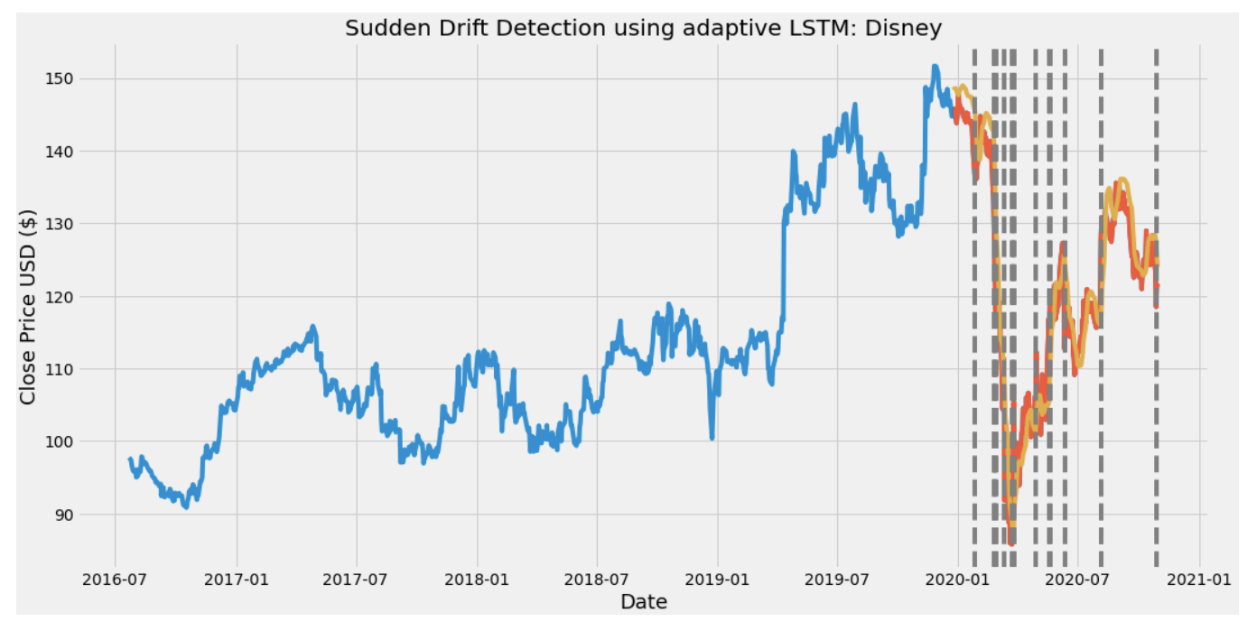 Sudden Drift Detection using adaptive LSTM: Disney
Close Price USD ($)
150
140
130
120
110
100
90
2016-07 2017-01 2017-07 2018-01 2018-07 2019-01 2019-07 2020-01 2020-07 2021-01
Date